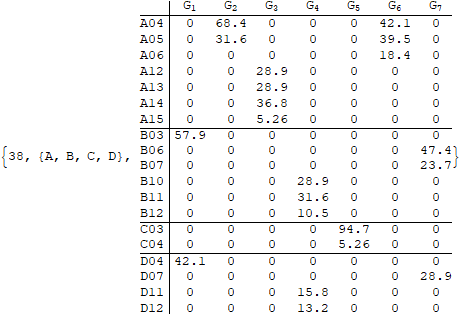 G₁ G₂ G₃ G₄ G₅ G₆ G₇
A04 0 68.4 0 0 0 42.1 0
A05 0 31.6 0 0 0 39.5 0
A06 0 0 0 0 0 18.4 0
A12 0 0 28.9 0 0 0 0
A13 0 0 28.9 0 0 0 0
A14 0 0 36.8 0 0 0 0
A15 0 0 5.26 0 0 0 0
B03 57.9 0 0 0 0 0 0
B06 0 0 0 0 0 0 47.4
{38, {A, B, C, D}, }
B07 0 0 0 0 0 0 23.7
B10 0 0 0 28.9 0 0 0
B11 0 0 0 31.6 0 0 0
B12 0 0 0 10.5 0 0 0
C03 0 0 0 0 94.7 0 0
C04 0 0 0 0 5.26 0 0
D04 42.1 0 0 0 0 0 0
D07 0 0 0 0 0 0 28.9
D11 0 0 0 15.8 0 0 0
D12 0 0 0 13.2 0 0 0